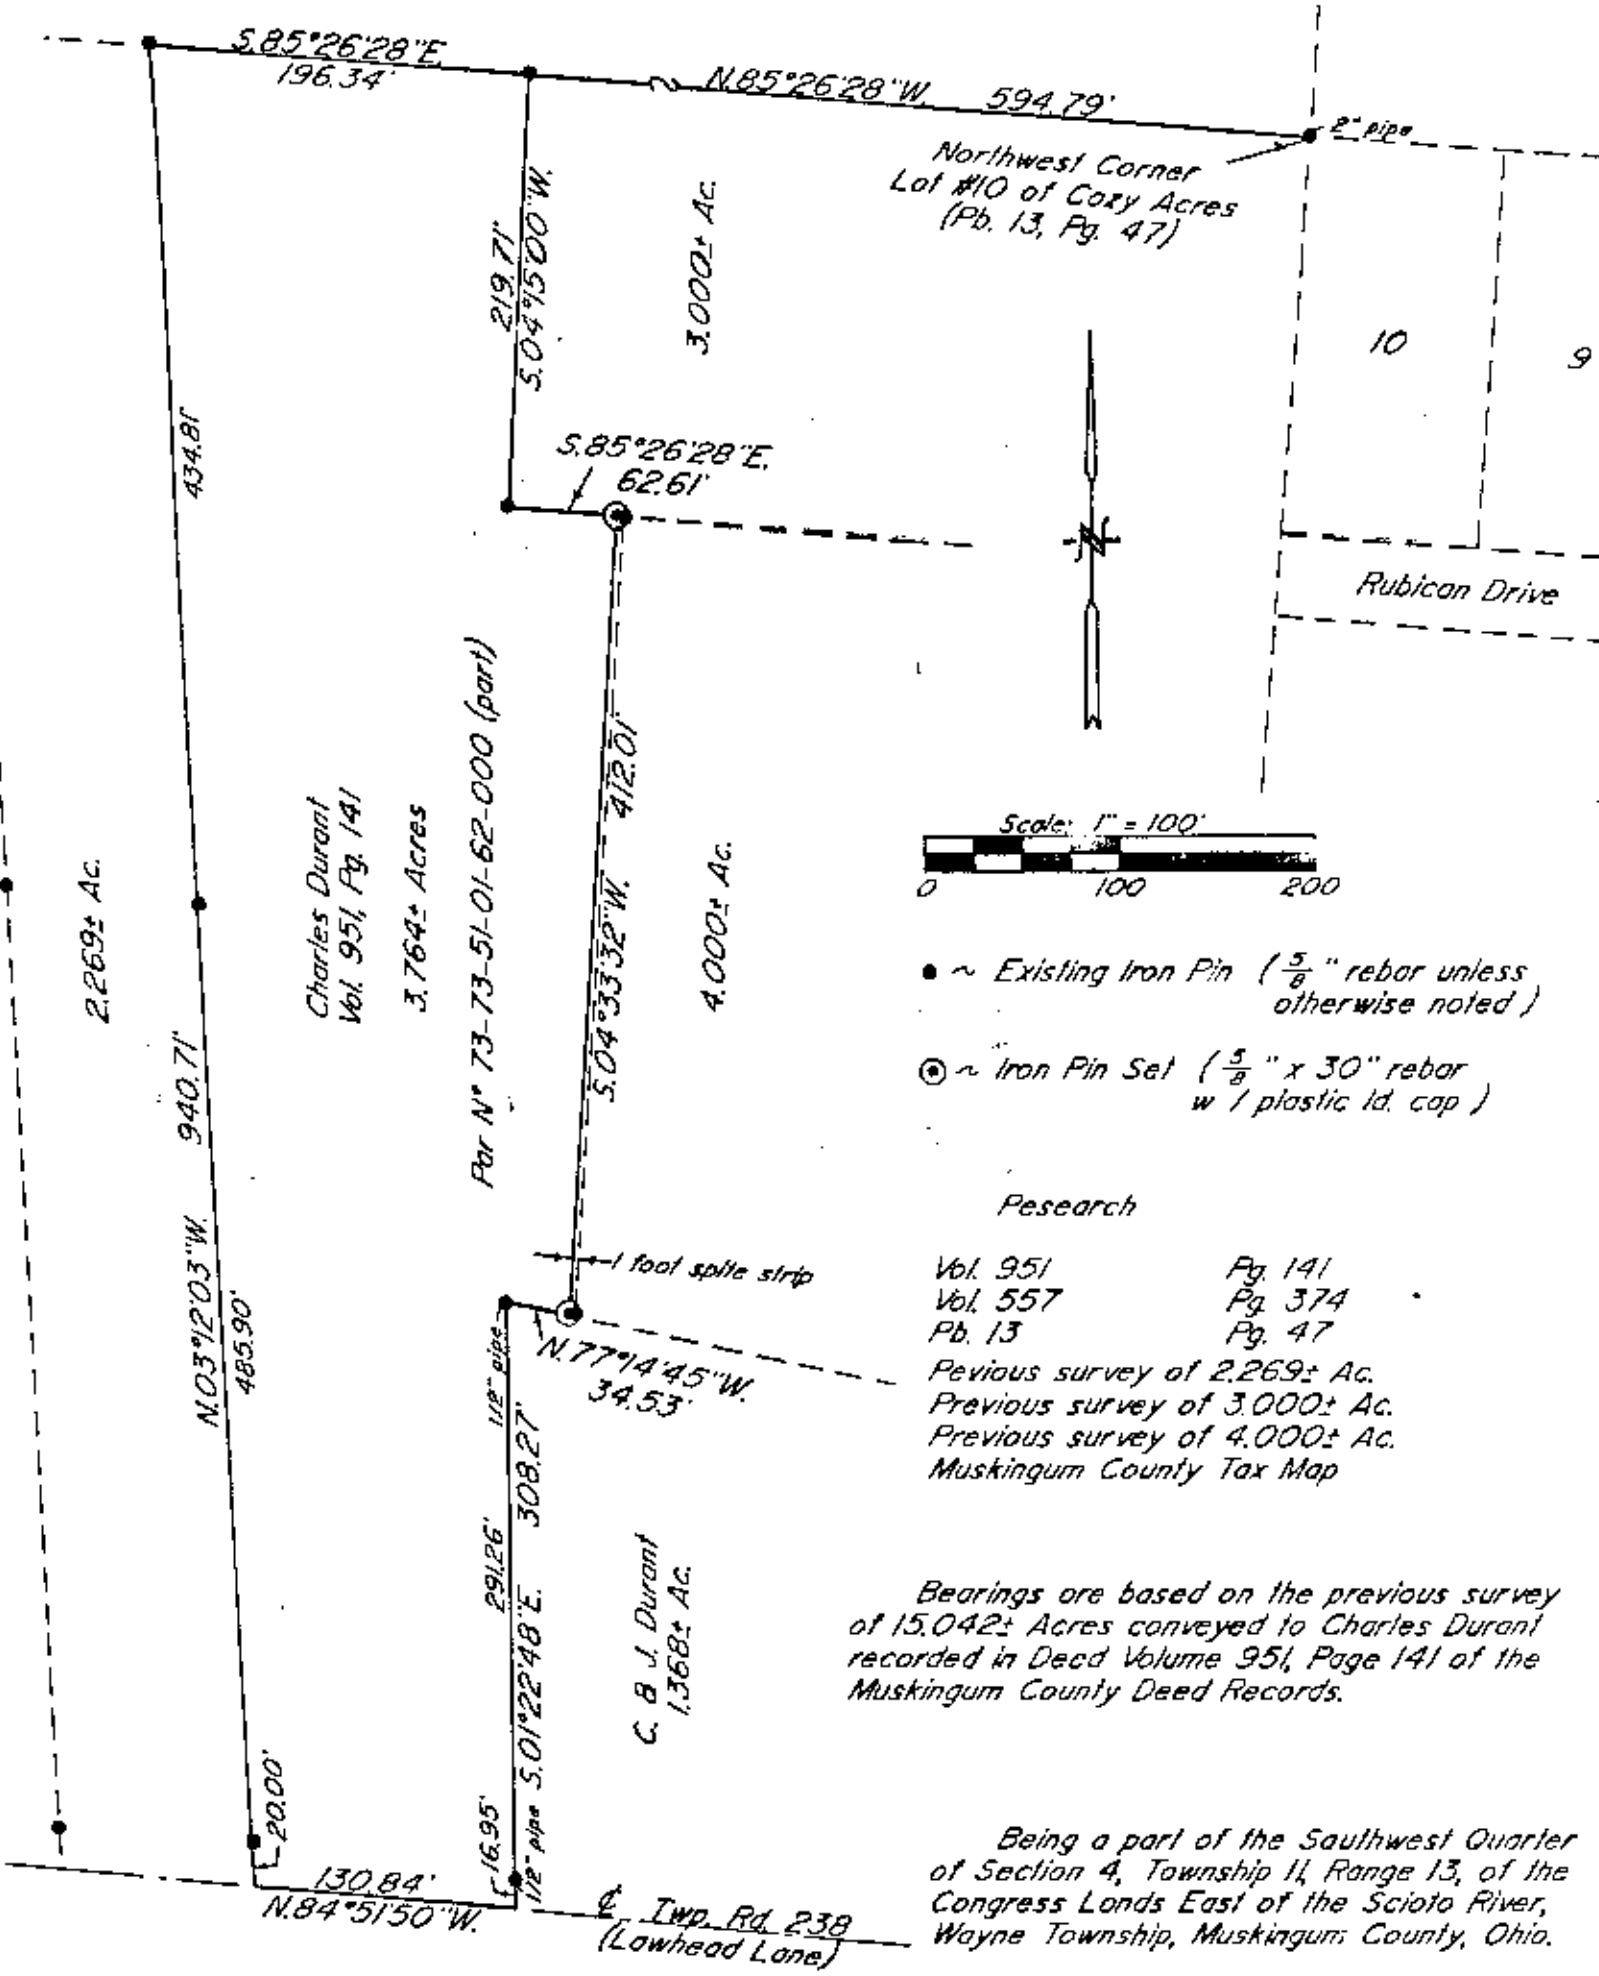 S.85°26'28"E.
196.34'
N.85°26'28"W. 594.79'
2" pipe
Northwest Corner
Lot #10 of Cozy Acres
(Pb. 13, Pg. 47)
219.71'
S.04°15'00"W.
3.000± Ac.
10
9
434.81'
S.85°26'28"E.
62.61'
N
Rubicon Drive
Par Nº 73-73-51-01-62-000 (part)
S.04°33'32"W. 412.01'
Charles Durant
Vol. 951, Pg. 141
3.764± Acres
2.269± Ac.
4.000± Ac.
Scale: 1" = 100'
0 100 200
● ~ Existing Iron Pin (5/8" rebar unless
otherwise noted)
◉ ~ Iron Pin Set (5/8" x 30" rebar
w / plastic Id. cap)
N.03°12'03"W. 940.71'
485.90'
1 foot spite strip
1/2" pipe
N.77°14'45"W.
34.53'
Pesearch
Vol. 951 Pg. 141
Vol. 557 Pg. 374
Pb. 13 Pg. 47
Pevious survey of 2.269± Ac.
Previous survey of 3.000± Ac.
Previous survey of 4.000± Ac.
Muskingum County Tax Map
291.26'
S.01°22'48"E. 308.27'
C. & J. Durant
1.368± Ac.
Bearings are based on the previous survey
of 15.042± Acres conveyed to Charles Durant
recorded in Deed Volume 951, Page 141 of the
Muskingum County Deed Records.
20.00'
16.95'
1/2" pipe
130.84'
N.84°51'50"W.
℄ Twp. Rd. 238
(Lawhead Lane)
Being a part of the Southwest Quarter
of Section 4, Township 11, Range 13, of the
Congress Lands East of the Scioto River,
Wayne Township, Muskingum County, Ohio.